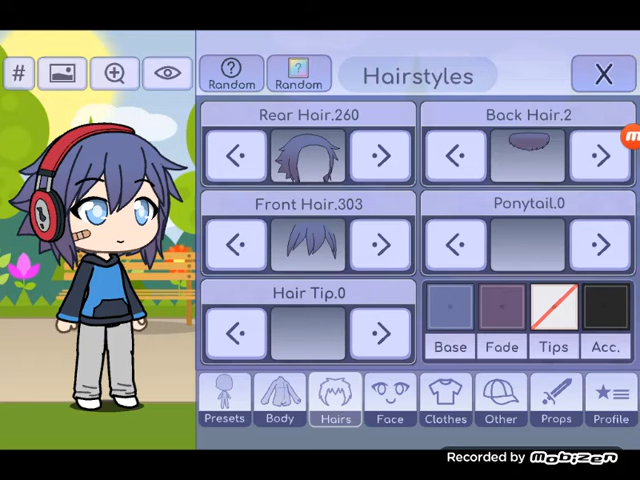 #
? Random
? Random
Hairstyles
X
Rear Hair.260
Back Hair.2
Front Hair.303
Ponytail.0
Hair Tip.0
Base
Fade
Tips
Acc.
Presets
Body
Hairs
Face
Clothes
Other
Props
Profile
Recorded by Mobizen